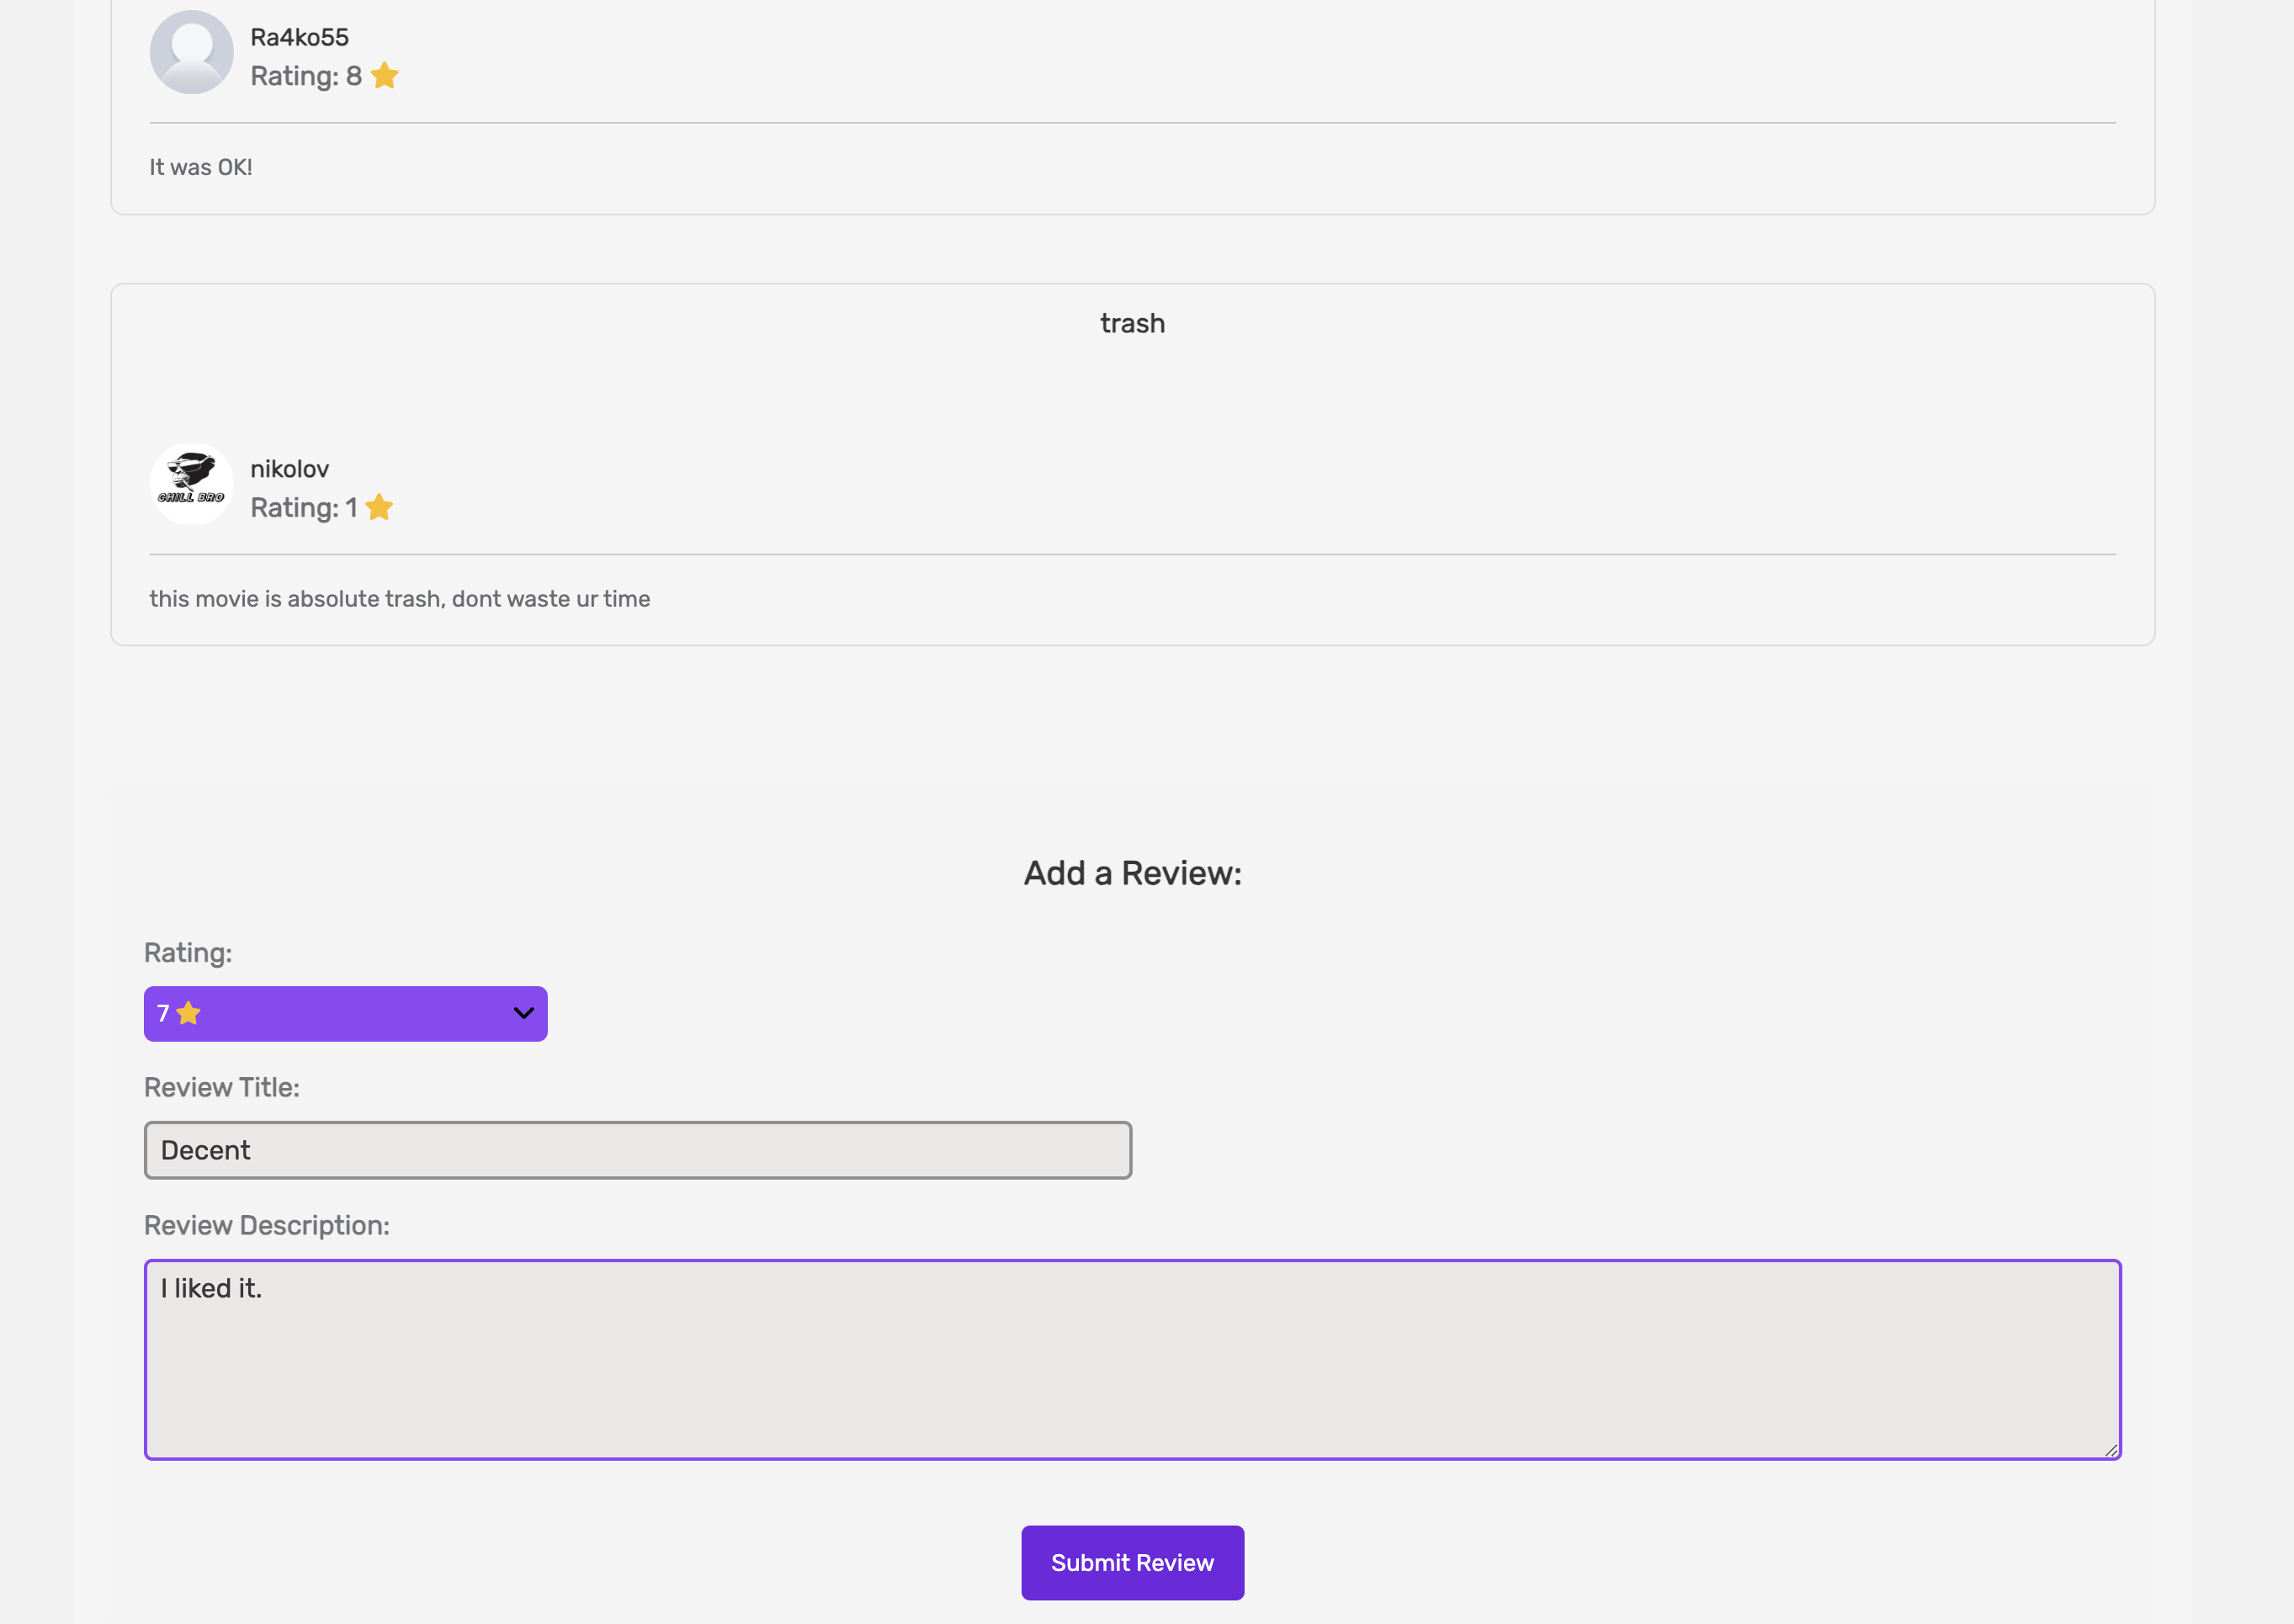 Ra4ko55
Rating: 8
It was OK!
trash
CHILL BRO
nikolov
Rating: 1
this movie is absolute trash, dont waste ur time
Add a Review:
Rating:
7
Review Title:
Decent
Review Description:
I liked it.
Submit Review